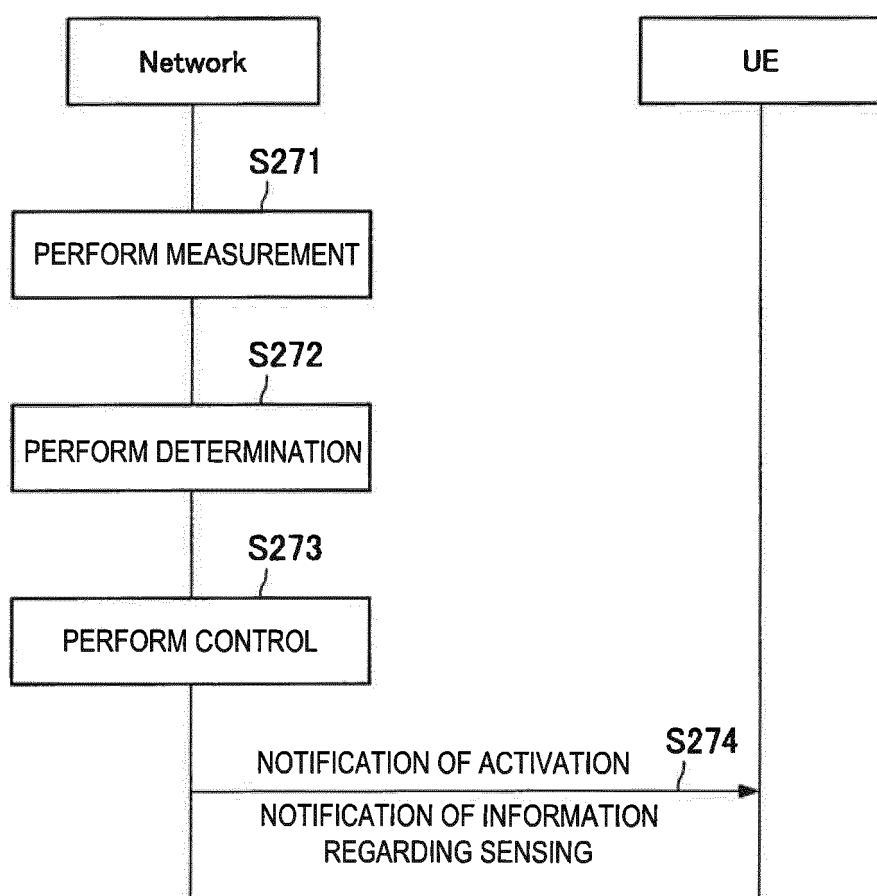 Network
UE
S271
PERFORM MEASUREMENT
S272
PERFORM DETERMINATION
S273
PERFORM CONTROL
S274
NOTIFICATION OF ACTIVATION
NOTIFICATION OF INFORMATION
REGARDING SENSING